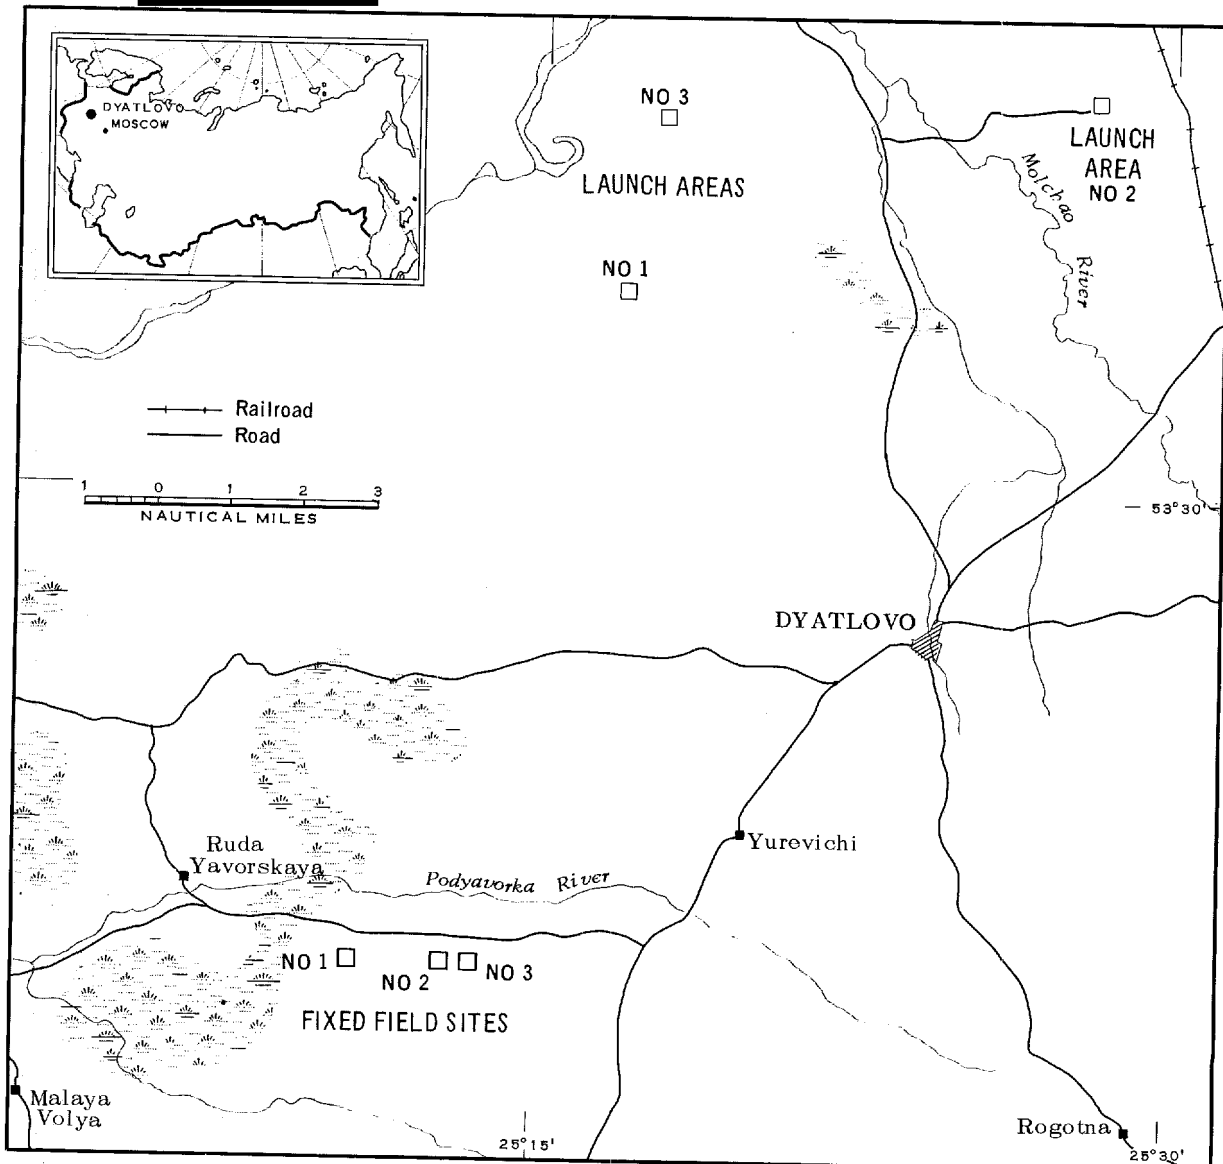 DYATLOVO
MOSCOW
NO 3
LAUNCH AREAS
NO 1
LAUNCH
AREA
NO 2
Molchao
River
Railroad
Road
1 0 1 2 3
NAUTICAL MILES
53°30'
DYATLOVO
Yurevichi
Ruda
Yavorskaya
Podyavorka River
NO 1
NO 2
NO 3
FIXED FIELD SITES
Malaya
Volya
Rogotna
25°15'
25°30'